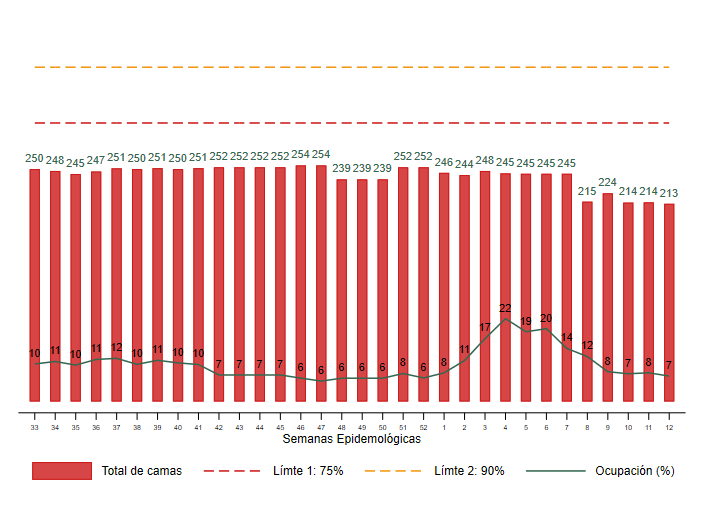 250 248 245 247 251 250 251 250 251 252 252 252 252 254 254 239 239 239 252 252 246 244 248 245 245 245 245 215 224 214 214 213
10 11 10 11 12 10 11 10 10 7 7 7 7 6 6 6 6 6 8 6 8 11 17 22 19 20 14 12 8 7 8 7
33 34 35 36 37 38 39 40 41 42 43 44 45 46 47 48 49 50 51 52 1 2 3 4 5 6 7 8 9 10 11 12
Semanas Epidemológicas
Total de camas Límte 1: 75% Límte 2: 90% Ocupación (%)